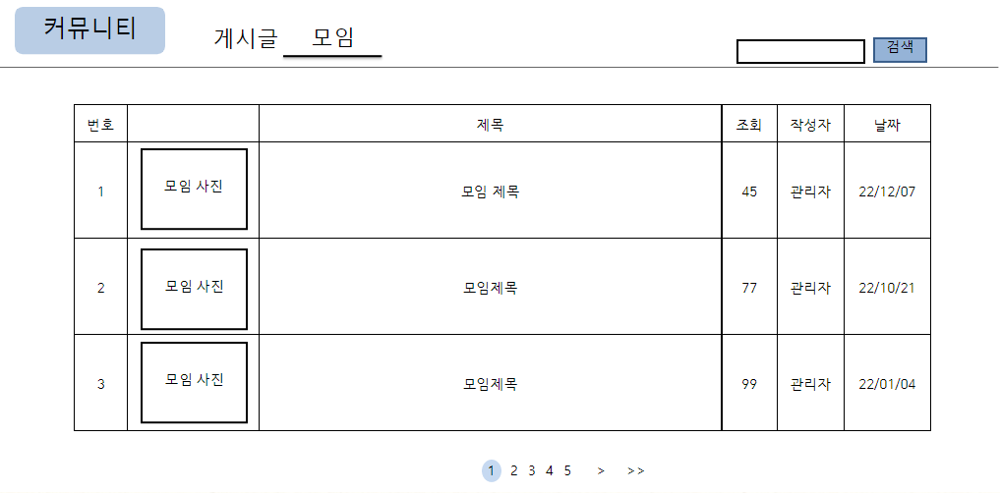 커뮤니티 게시글 모임 검색
번호 제목 조회 작성자 날짜
1 모임 사진 모임 제목 45 관리자 22/12/07
2 모임 사진 모임제목 77 관리자 22/10/21
3 모임 사진 모임제목 99 관리자 22/01/04
1 2 3 4 5 > >>